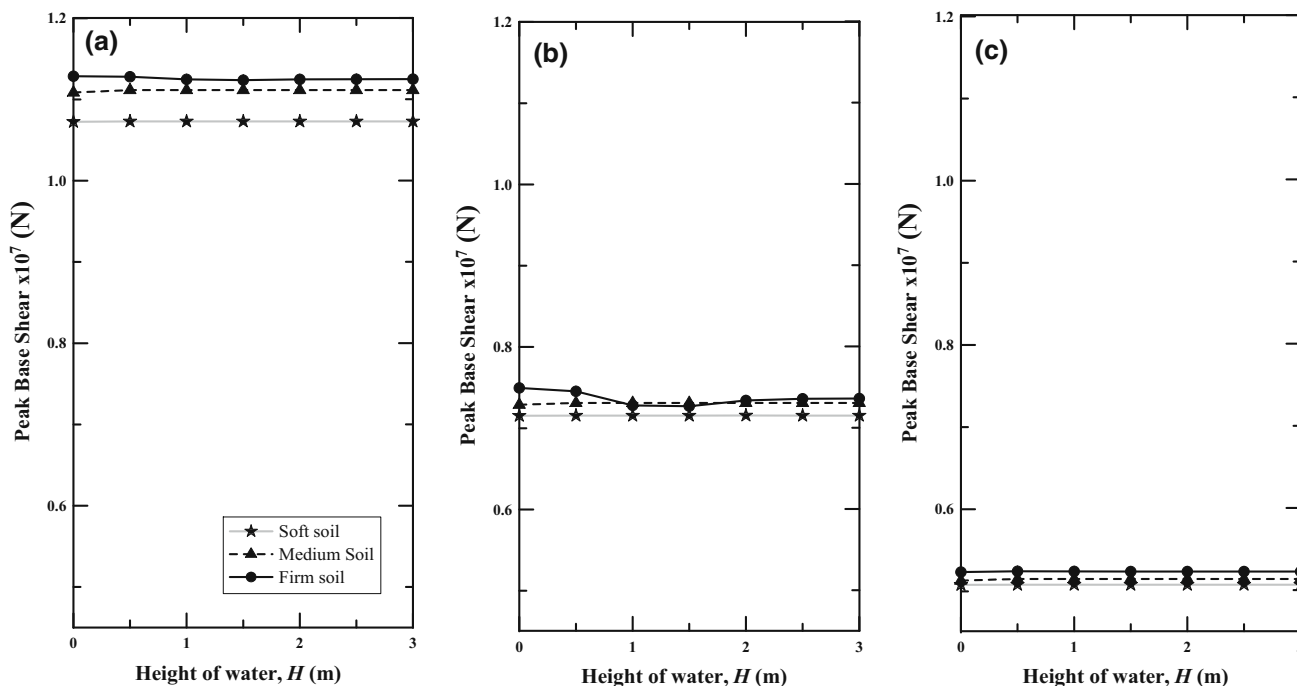 (a)
1.2
1.0
0.8
0.6
Peak Base Shear x10⁷ (N)
Soft soil
Medium Soil
Firm soil
0 1 2 3
Height of water, H (m)
(b)
1.2
1.0
0.8
0.6
Peak Base Shear x10⁷ (N)
0 1 2 3
Height of water, H (m)
(c)
1.2
1.0
0.8
0.6
Peak Base Shear x10⁷ (N)
0 1 2
Height of water, H (m)